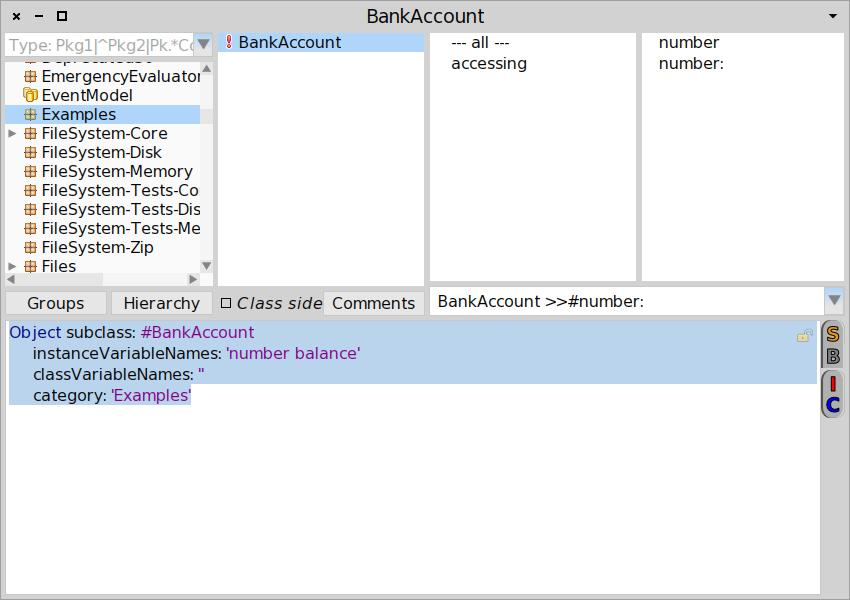 BankAccount
Type: Pkg1|^Pkg2|Pk.*Co
EmergencyEvaluator
EventModel
Examples
FileSystem-Core
FileSystem-Disk
FileSystem-Memory
FileSystem-Tests-Co
FileSystem-Tests-Dis
FileSystem-Tests-Me
FileSystem-Zip
Files
BankAccount
--- all ---
accessing
number
number:
Groups
Hierarchy
Class side
Comments
BankAccount >>#number:
Object subclass: #BankAccount
instanceVariableNames: 'number balance'
classVariableNames: ''
category: 'Examples'
S
B
I
C